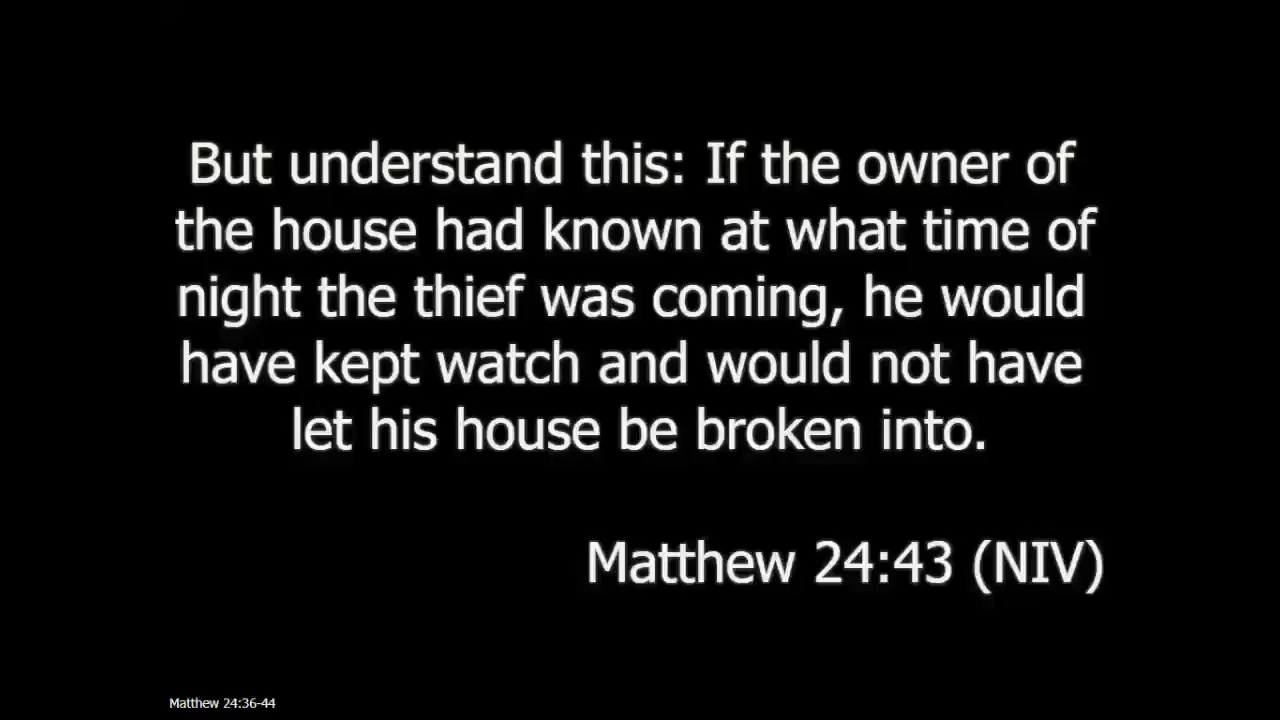 But understand this: If the owner of
the house had known at what time of
night the thief was coming, he would
have kept watch and would not have
let his house be broken into.
Matthew 24:43 (NIV)
Matthew 24:36-44